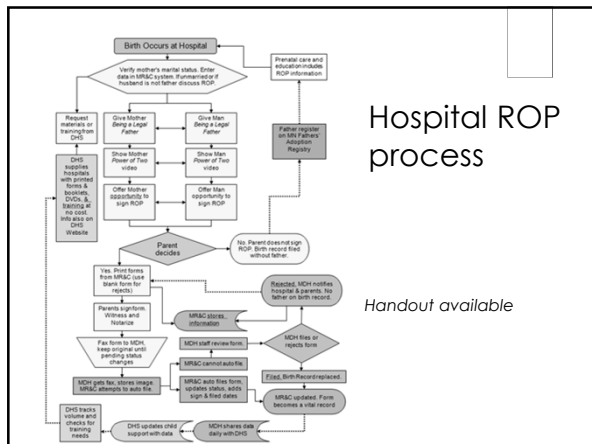 Birth Occurs at Hospital
Prenatal care and
education includes
ROP information
Verify mother's marital status. Enter
data in MR&C system. If unmarried or if
husband is not father discuss ROP.
Request
materials or
training from
DHS
Give Mother
Being a Legal
Father
Give Man
Being a Legal
Father
Hospital ROP
process
Father register
on MN Fathers'
Adoption
Registry
DHS
supplies
hospitals
with printed
forms &
booklets,
DVDs, &
training at
no cost.
Info also on
DHS
Website
Show Mother
Power of Two
video
Show Man
Power of Two
video
Offer Mother
opportunity to
sign ROP
Offer Man
opportunity to
sign ROP
Parent
decides
No. Parent does not sign
ROP. Birth record filed
without father.
Yes. Print forms
from MR&C (use
blank form for
rejects)
Rejected, MDH notifies
hospital & parents. No
father on birth record.
Handout available
Parents sign form.
Witness and
Notarize
MR&C stores
information
Fax form to MDH,
keep original until
pending status
changes
MDH staff review form.
MDH files or
rejects form
MR&C cannot auto file.
MDH gets fax, stores image.
MR&C attempts to auto file.
MR&C auto files form,
updates status, adds
sign & filed dates
Filed, Birth Record replaced.
MR&C updated. Form
becomes a vital record
DHS tracks
volume and
checks for
training needs
DHS updates child
support with data
MDH shares data
daily with DHS